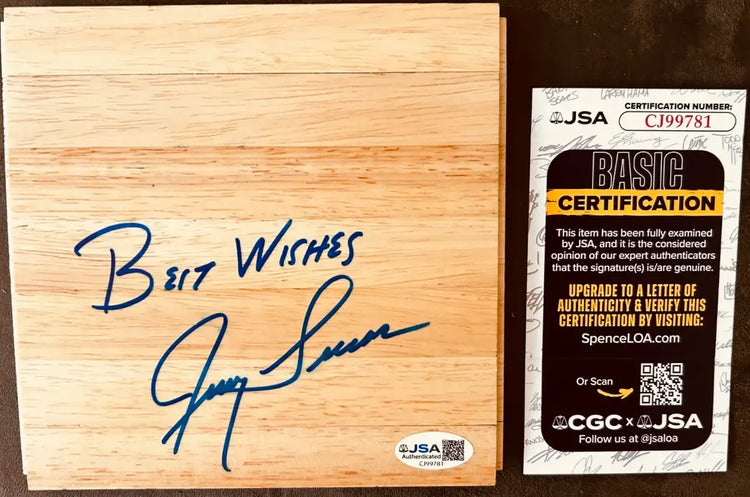 BEST WISHES
Jerry Lucas
JSA
Authenticated
CJ99781
JSA
CERTIFICATION NUMBER:
CJ99781
BASIC
CERTIFICATION
This item has been fully examined
by JSA, and it is the considered
opinion of our expert authenticators
that the signature(s) is/are genuine.
UPGRADE TO A LETTER OF
AUTHENTICITY & VERIFY THIS
CERTIFICATION BY VISITING:
SpenceLOA.com
Or Scan
CGC x JSA
Follow us at @jsaloa